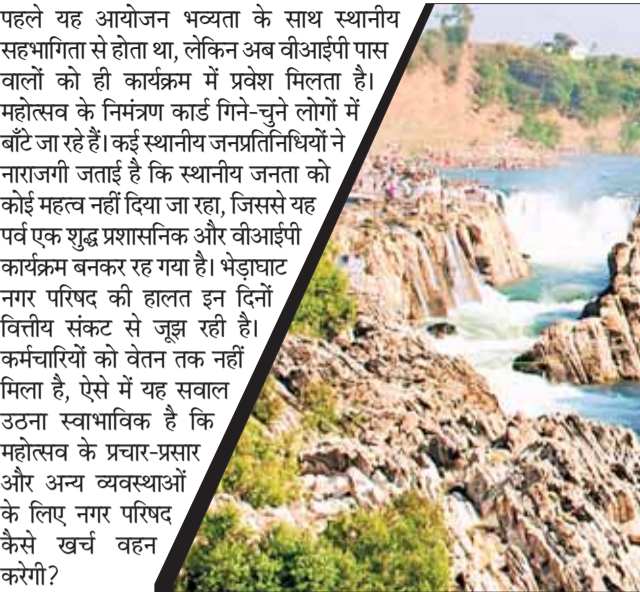 पहले यह आयोजन भव्यता के साथ स्थानीय
सहभागिता से होता था, लेकिन अब वीआईपी पास
वालों को ही कार्यक्रम में प्रवेश मिलता है।
महोत्सव के निमंत्रण कार्ड गिने-चुने लोगों में
बाँटे जा रहे हैं। कई स्थानीय जनप्रतिनिधियों ने
नाराजगी जताई है कि स्थानीय जनता को
कोई महत्व नहीं दिया जा रहा, जिससे यह
पर्व एक शुद्ध प्रशासनिक और वीआईपी
कार्यक्रम बनकर रह गया है। भेड़ाघाट
नगर परिषद की हालत इन दिनों
वित्तीय संकट से जूझ रही है।
कर्मचारियों को वेतन तक नहीं
मिला है, ऐसे में यह सवाल
उठना स्वाभाविक है कि
महोत्सव के प्रचार-प्रसार
और अन्य व्यवस्थाओं
के लिए नगर परिषद
कैसे खर्च वहन
करेगी?